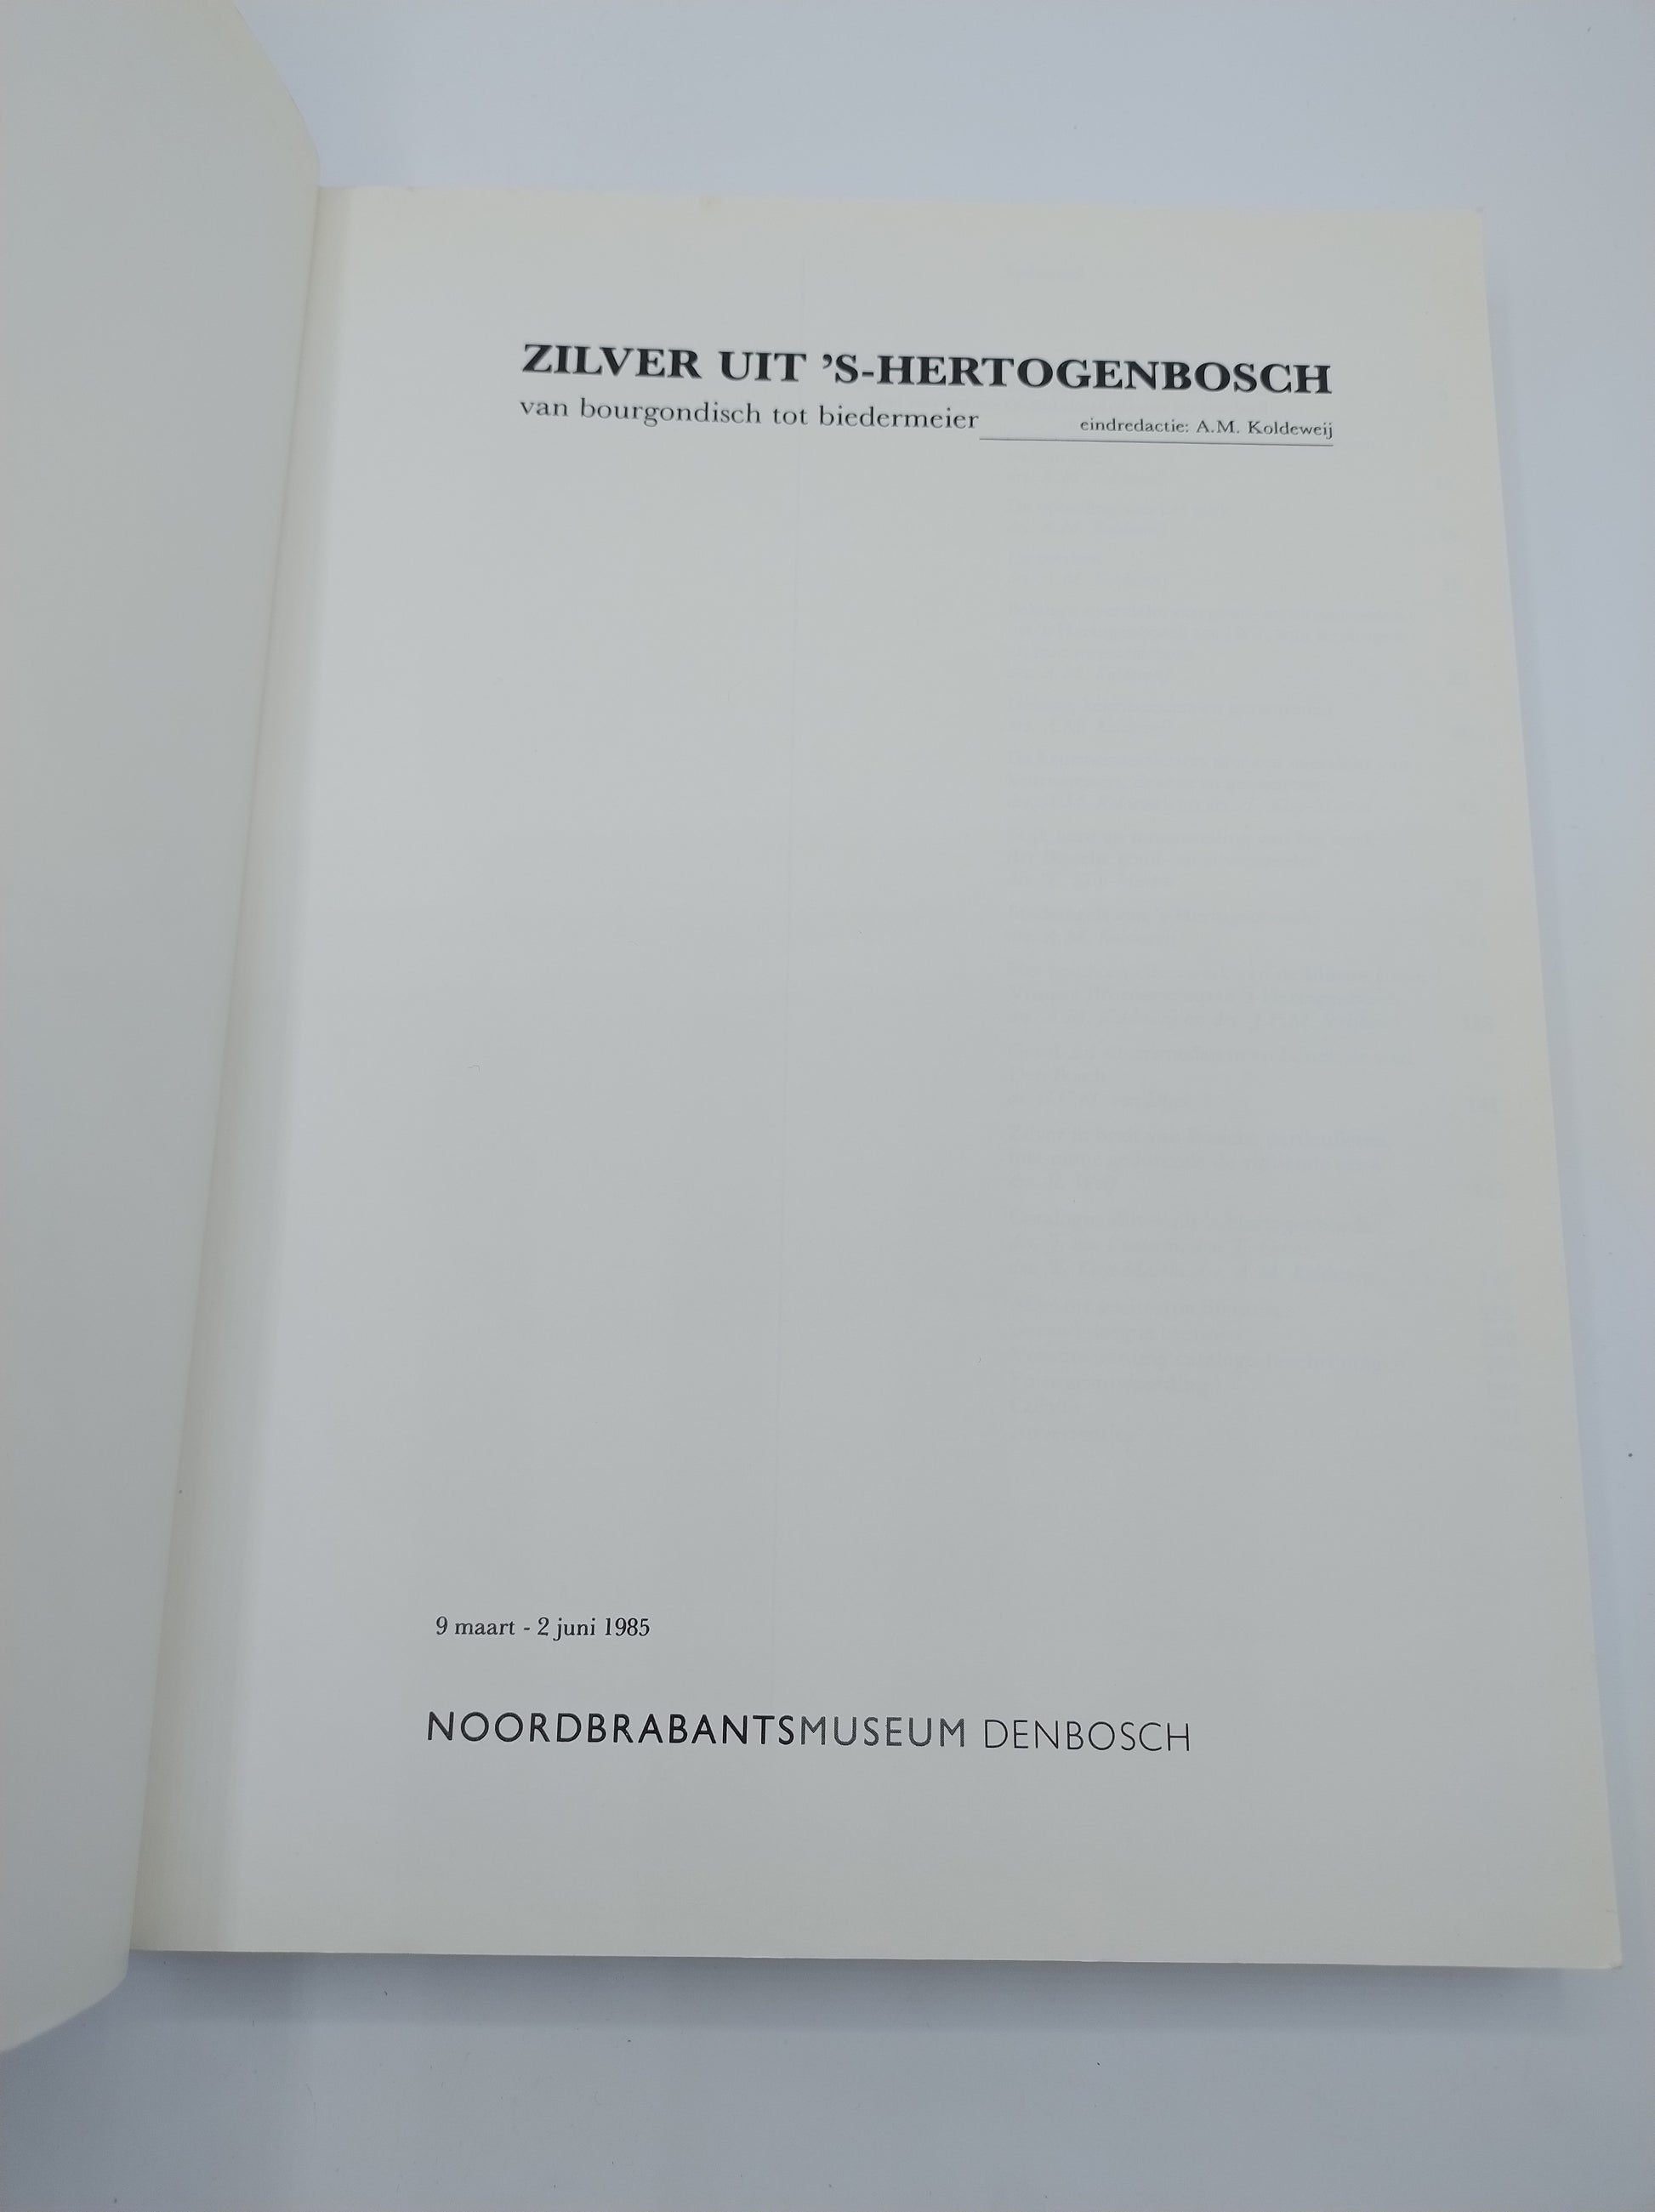 ZILVER UIT ’S-HERTOGENBOSCH
van bourgondisch tot biedermeier
eindredactie: A.M. Koldeweij
9 maart - 2 juni 1985
NOORDBRABANTSMUSEUM DENBOSCH